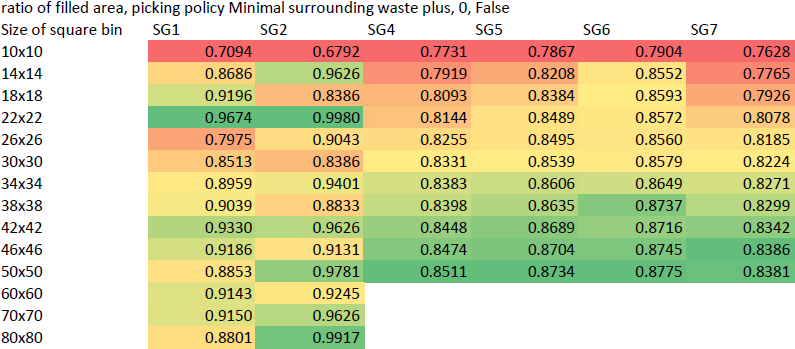 ratio of filled area, picking policy Minimal surrounding waste plus, 0, False
Size of square bin SG1 SG2 SG4 SG5 SG6 SG7
10x10 0.7094 0.6792 0.7731 0.7867 0.7904 0.7628
14x14 0.8686 0.9626 0.7919 0.8208 0.8552 0.7765
18x18 0.9196 0.8386 0.8093 0.8384 0.8593 0.7926
22x22 0.9674 0.9980 0.8144 0.8489 0.8572 0.8078
26x26 0.7975 0.9043 0.8255 0.8495 0.8560 0.8185
30x30 0.8513 0.8386 0.8331 0.8539 0.8579 0.8224
34x34 0.8959 0.9401 0.8383 0.8606 0.8649 0.8271
38x38 0.9039 0.8833 0.8398 0.8635 0.8737 0.8299
42x42 0.9330 0.9626 0.8448 0.8689 0.8716 0.8342
46x46 0.9186 0.9131 0.8474 0.8704 0.8745 0.8386
50x50 0.8853 0.9781 0.8511 0.8734 0.8775 0.8381
60x60 0.9143 0.9245
70x70 0.9150 0.9626
80x80 0.8801 0.9917